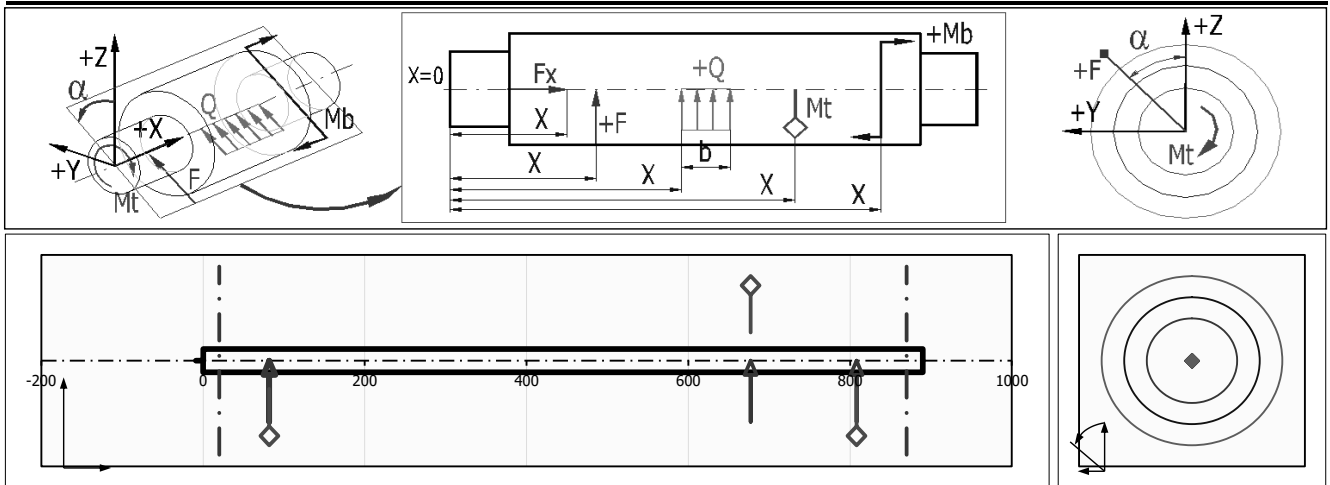 +Z
α
+X
+Y
Mt
F
Q
Mb
X=0
Fx
X
+F
X
+Q
b
X
Mt
X
+Mb
X
+Z
α
+F
+Y
Mt
-200
0
200
400
600
800
1000